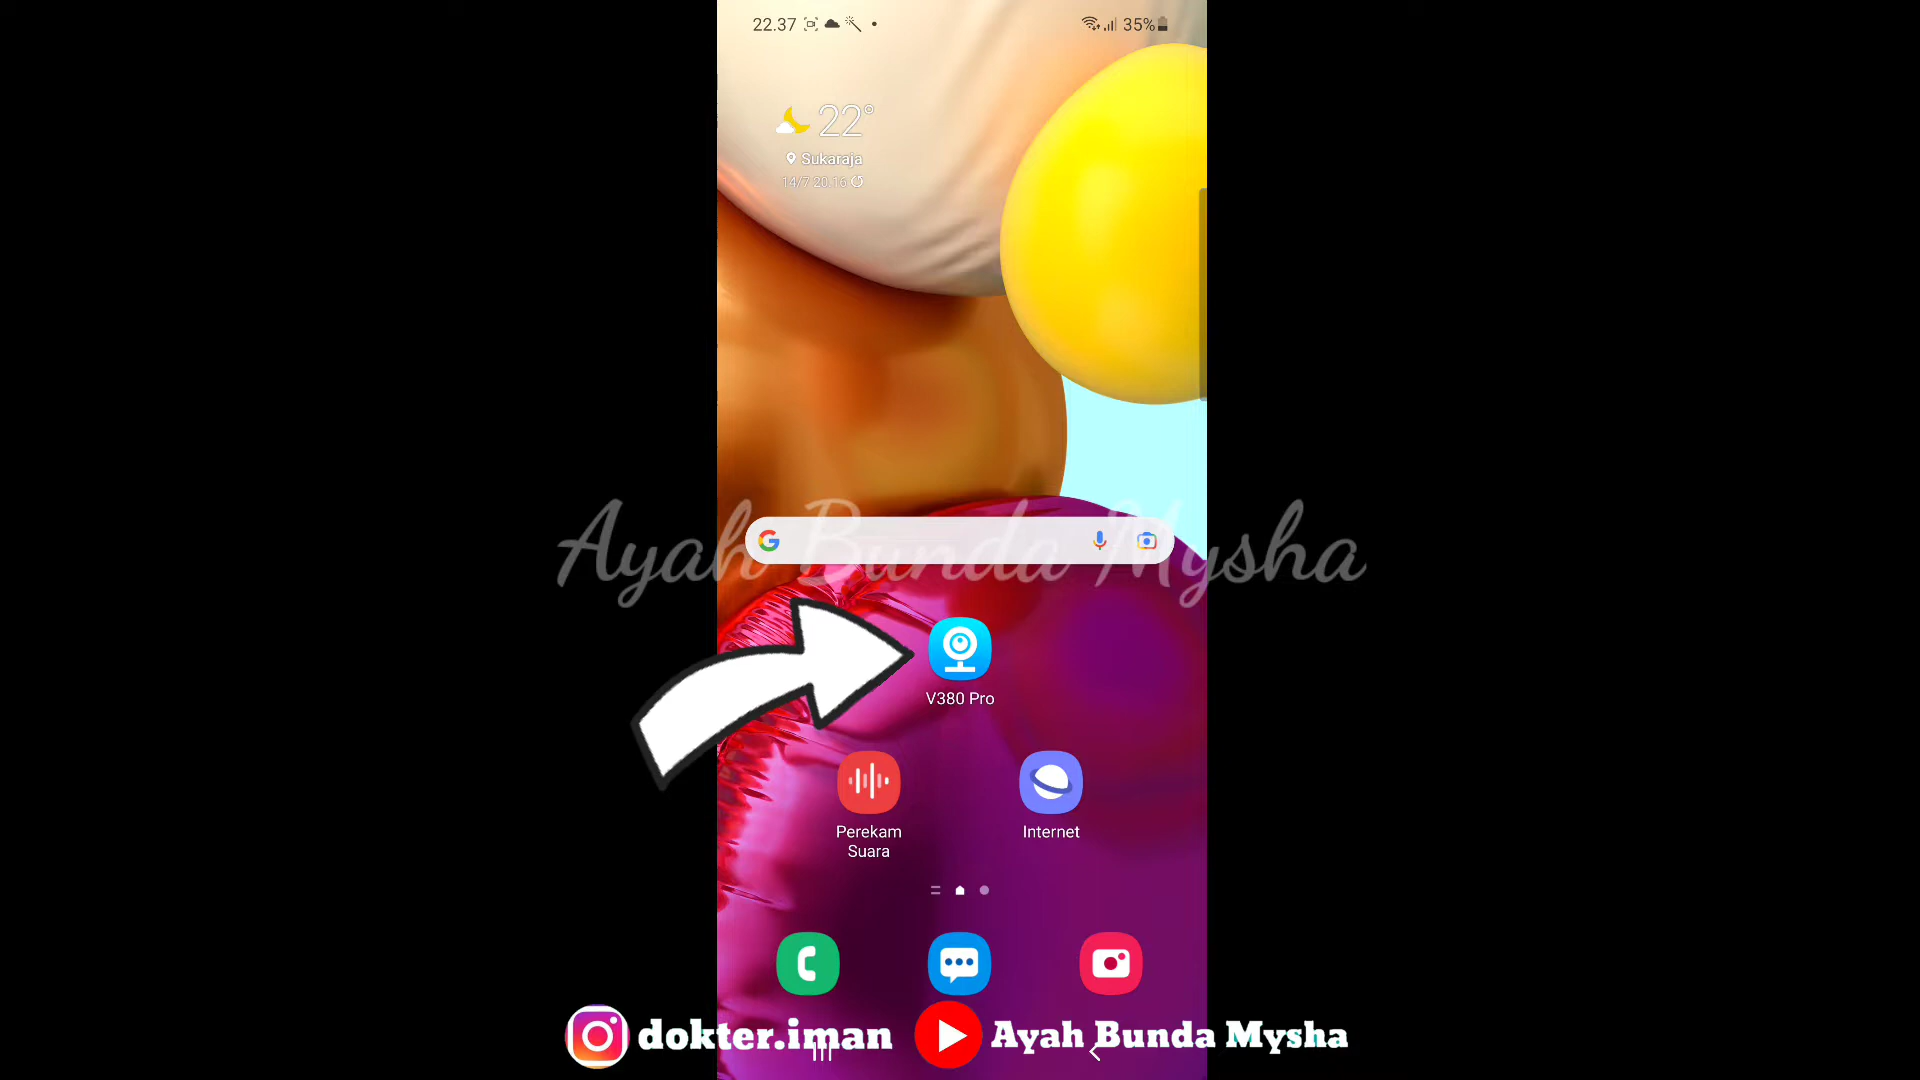 22.37
35%
22°
Sukaraja
14/7 20.16
Ayah Bunda Mysha
V380 Pro
Perekam
Suara
Internet
dokter.iman
Ayah Bunda Mysha